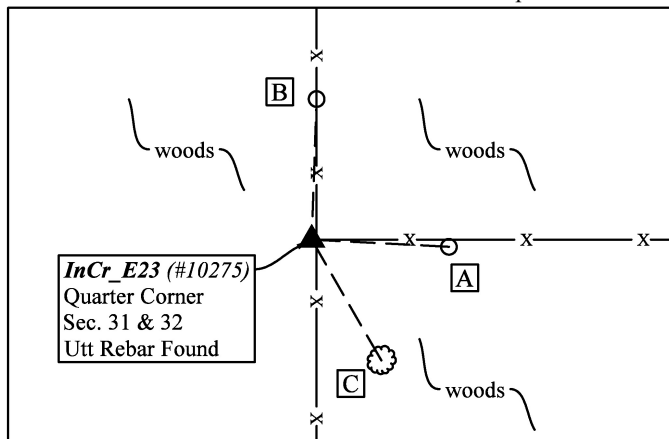 X
B
woods
woods
X
X
X
X
A
InCr_E23 (#10275)
Quarter Corner
Sec. 31 & 32
Utt Rebar Found
X
X
C
woods
X